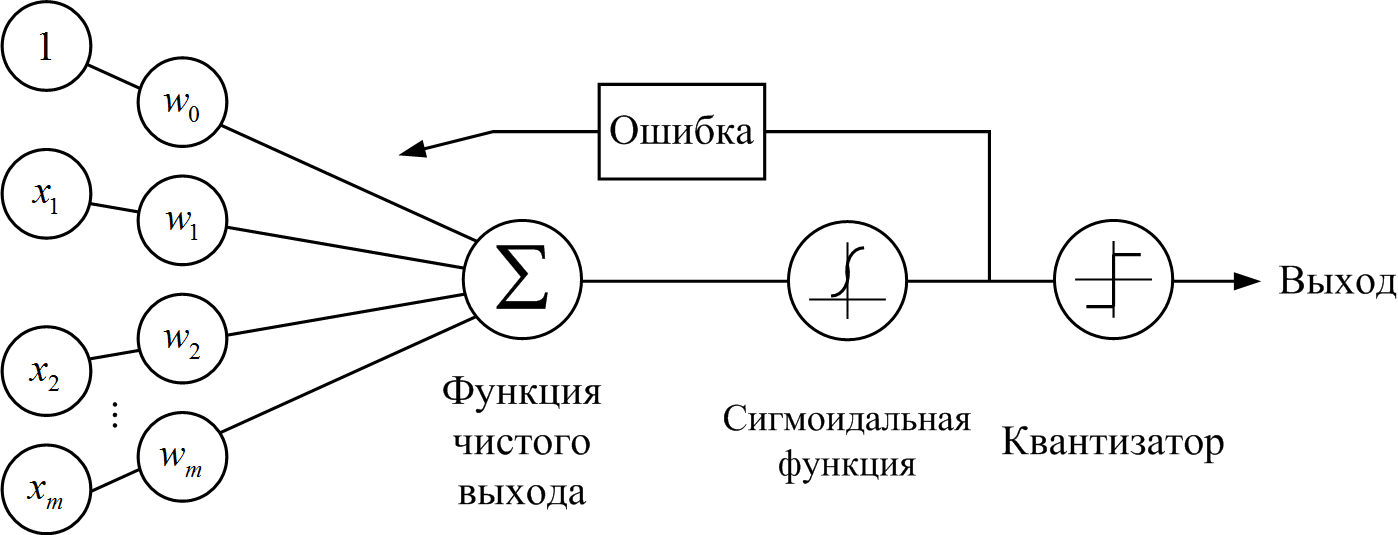 1
w₀
Ошибка
x₁
w₁
Σ
Выход
x₂
w₂
⋮
xₘ
wₘ
Функция
чистого
выхода
Сигмоидальная
функция
Квантизатор